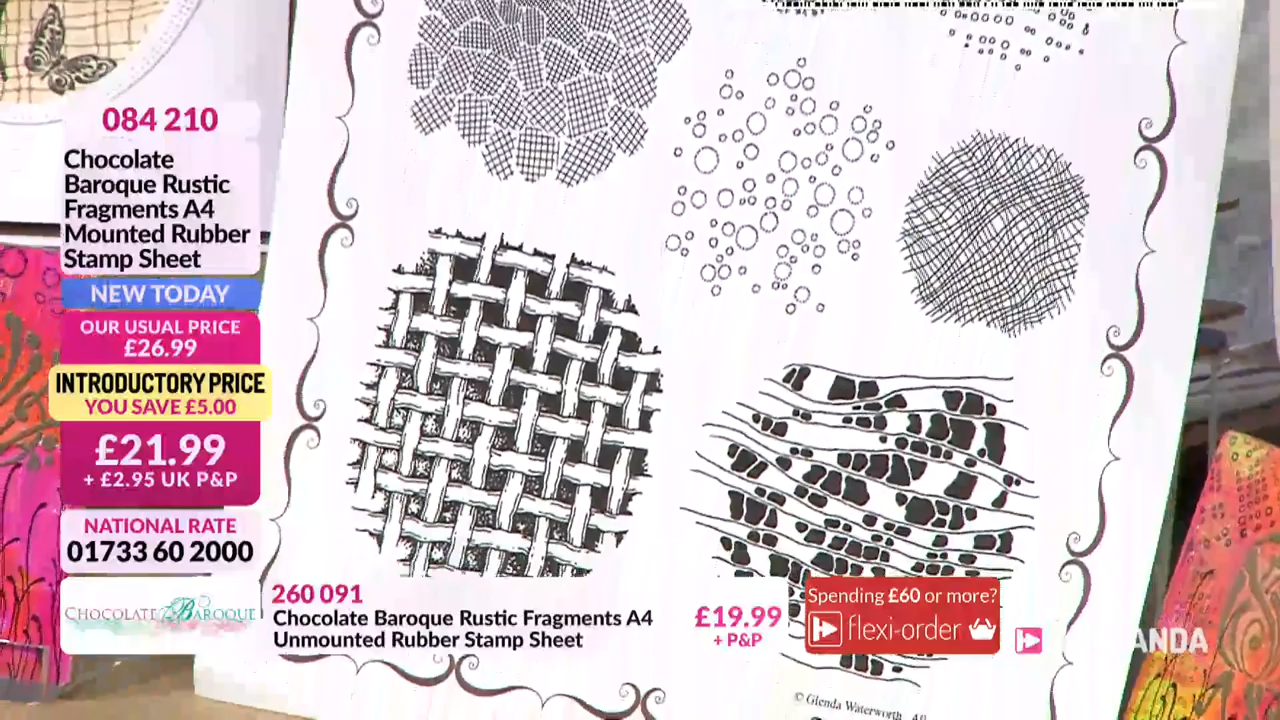 084 210
Chocolate
Baroque Rustic
Fragments A4
Mounted Rubber
Stamp Sheet
NEW TODAY
OUR USUAL PRICE
£26.99
INTRODUCTORY PRICE
YOU SAVE £5.00
£21.99
+ £2.95 UK P&P
NATIONAL RATE
01733 60 2000
CHOCOLATE BAROQUE
260 091
Chocolate Baroque Rustic Fragments A4
Unmounted Rubber Stamp Sheet
£19.99
+ P&P
Spending £60 or more?
flexi-order
ANDA
© Glenda Waterworth